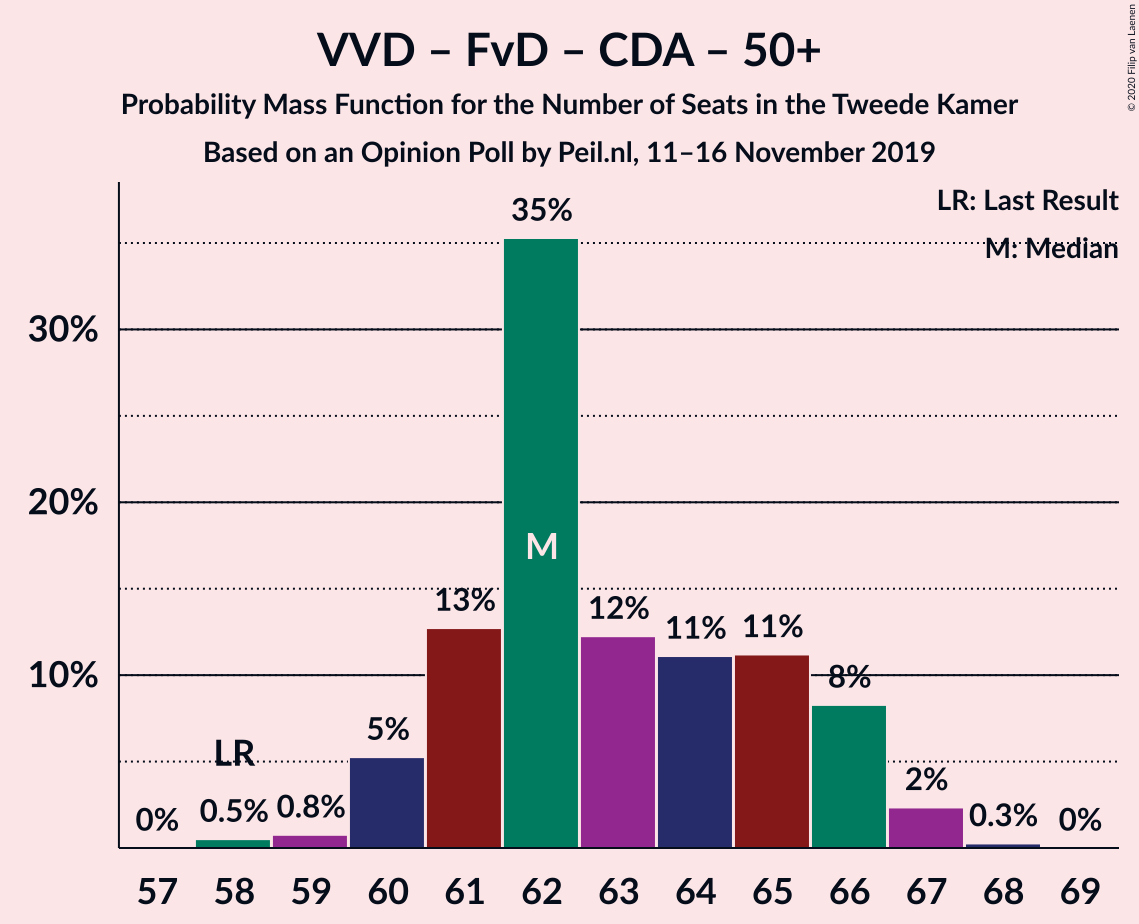 VVD – FvD – CDA – 50+
Probability Mass Function for the Number of Seats in the Tweede Kamer
Based on an Opinion Poll by Peil.nl, 11–16 November 2019
© 2020 Filip van Laenen
LR: Last Result
M: Median
35%
30%
20%
10%
M
13%
12%
11%
11%
8%
5%
LR
2%
0%
0.5%
0.8%
0.3%
0%
57 58 59 60 61 62 63 64 65 66 67 68 69